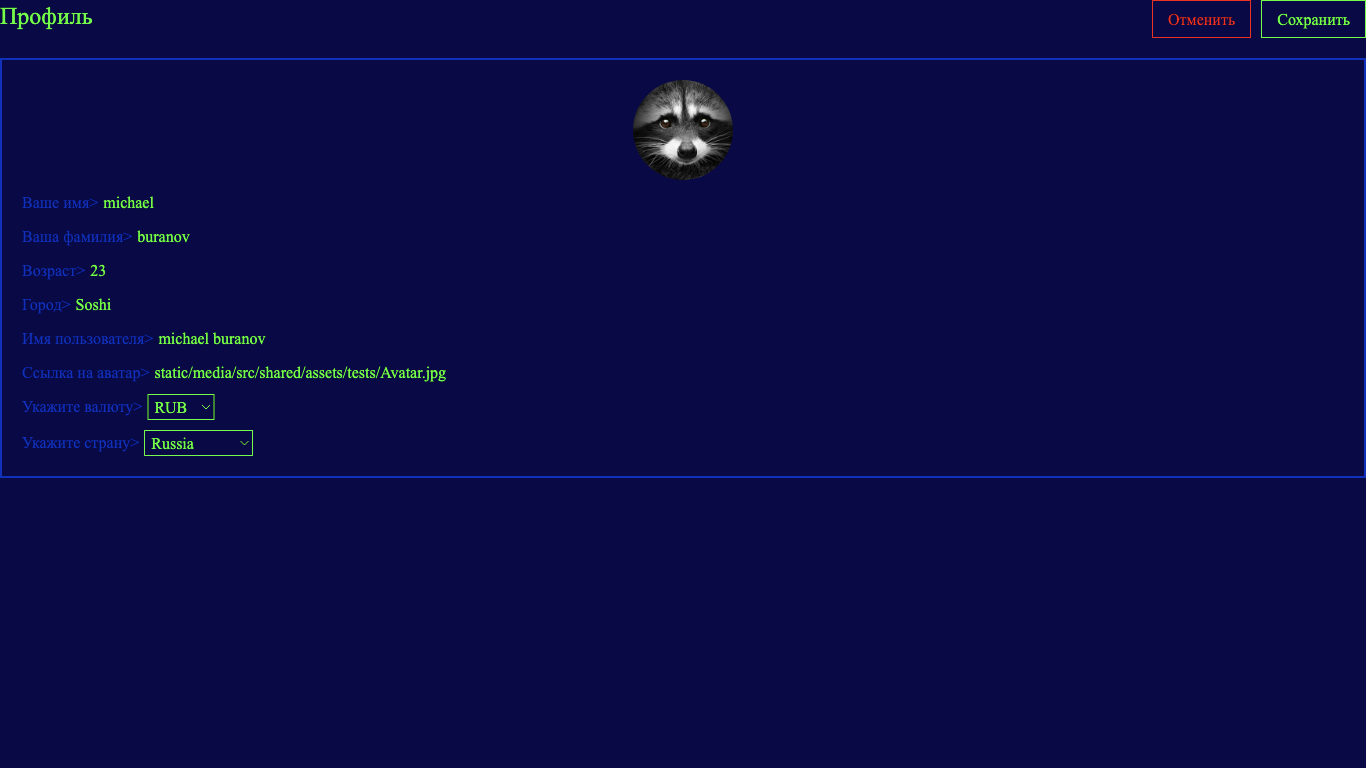 Профиль
Отменить
Сохранить
Ваше имя> michael
Ваша фамилия> buranov
Возраст> 23
Город> Soshi
Имя пользователя> michael buranov
Ссылка на аватар> static/media/src/shared/assets/tests/Avatar.jpg
Укажите валюту> RUB
Укажите страну> Russia